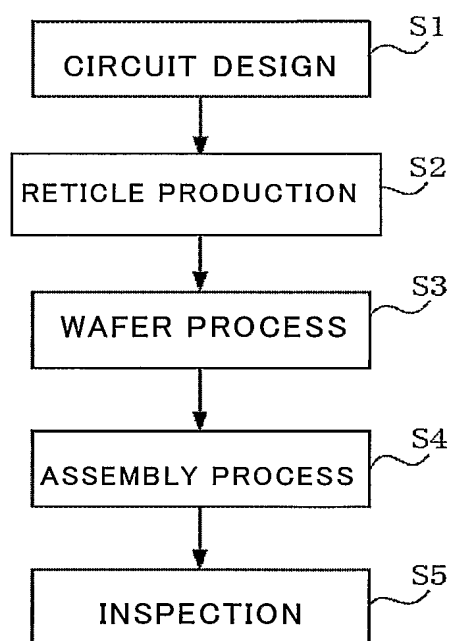 S1
CIRCUIT DESIGN
S2
RETICLE PRODUCTION
S3
WAFER PROCESS
S4
ASSEMBLY PROCESS
S5
INSPECTION